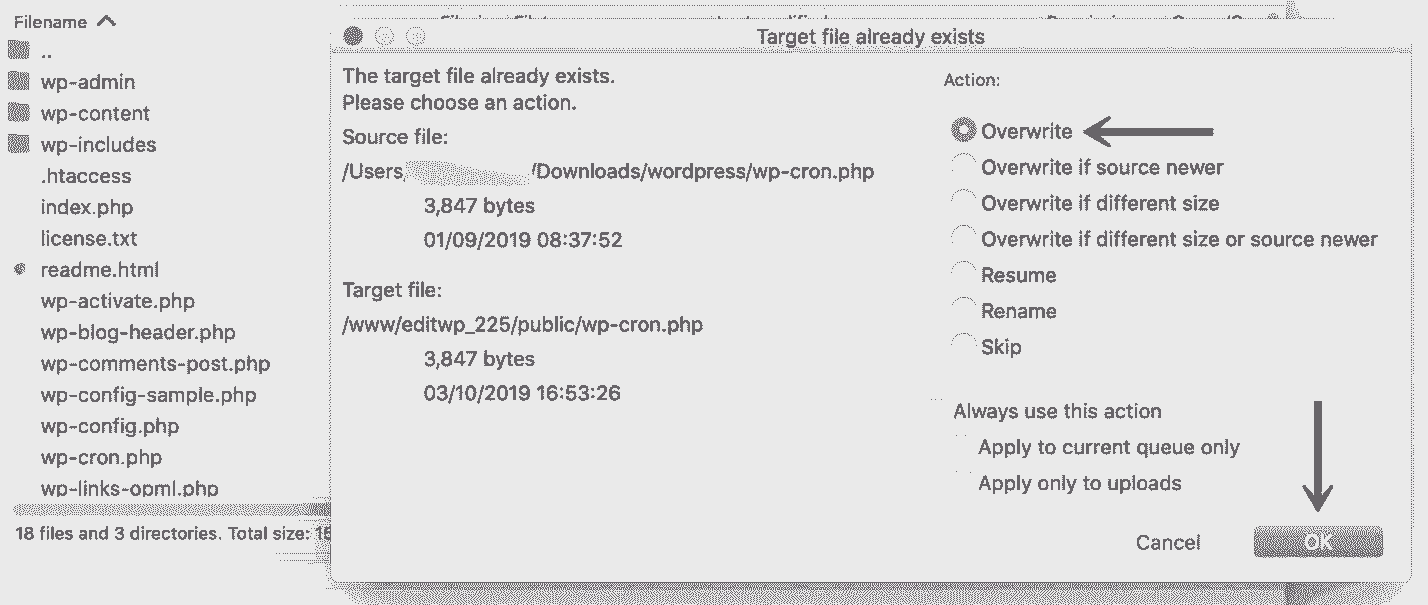 Filename
..
wp-admin
wp-content
wp-includes
.htaccess
index.php
license.txt
readme.html
wp-activate.php
wp-blog-header.php
wp-comments-post.php
wp-config-sample.php
wp-config.php
wp-cron.php
wp-links-opml.php
18 files and 3 directories. Total size:
Target file already exists
The target file already exists.
Please choose an action.
Source file:
/Users/ /Downloads/wordpress/wp-cron.php
3,847 bytes
01/09/2019 08:37:52
Target file:
/www/editwp_225/public/wp-cron.php
3,847 bytes
03/10/2019 16:53:26
Action:
Overwrite
Overwrite if source newer
Overwrite if different size
Overwrite if different size or source newer
Resume
Rename
Skip
Always use this action
Apply to current queue only
Apply only to uploads
Cancel
OK